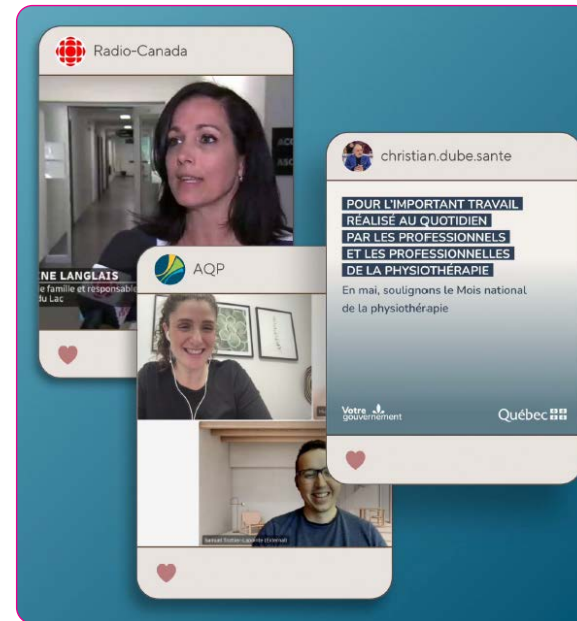 Radio-Canada
NE LANGLAIS
e famille et responsable
du Lac
AQP
christian.dube.sante
POUR L'IMPORTANT TRAVAIL
RÉALISÉ AU QUOTIDIEN
PAR LES PROFESSIONNELS
ET LES PROFESSIONNELLES
DE LA PHYSIOTHÉRAPIE
En mai, soulignons le Mois national
de la physiothérapie
Votre
gouvernement
Québec